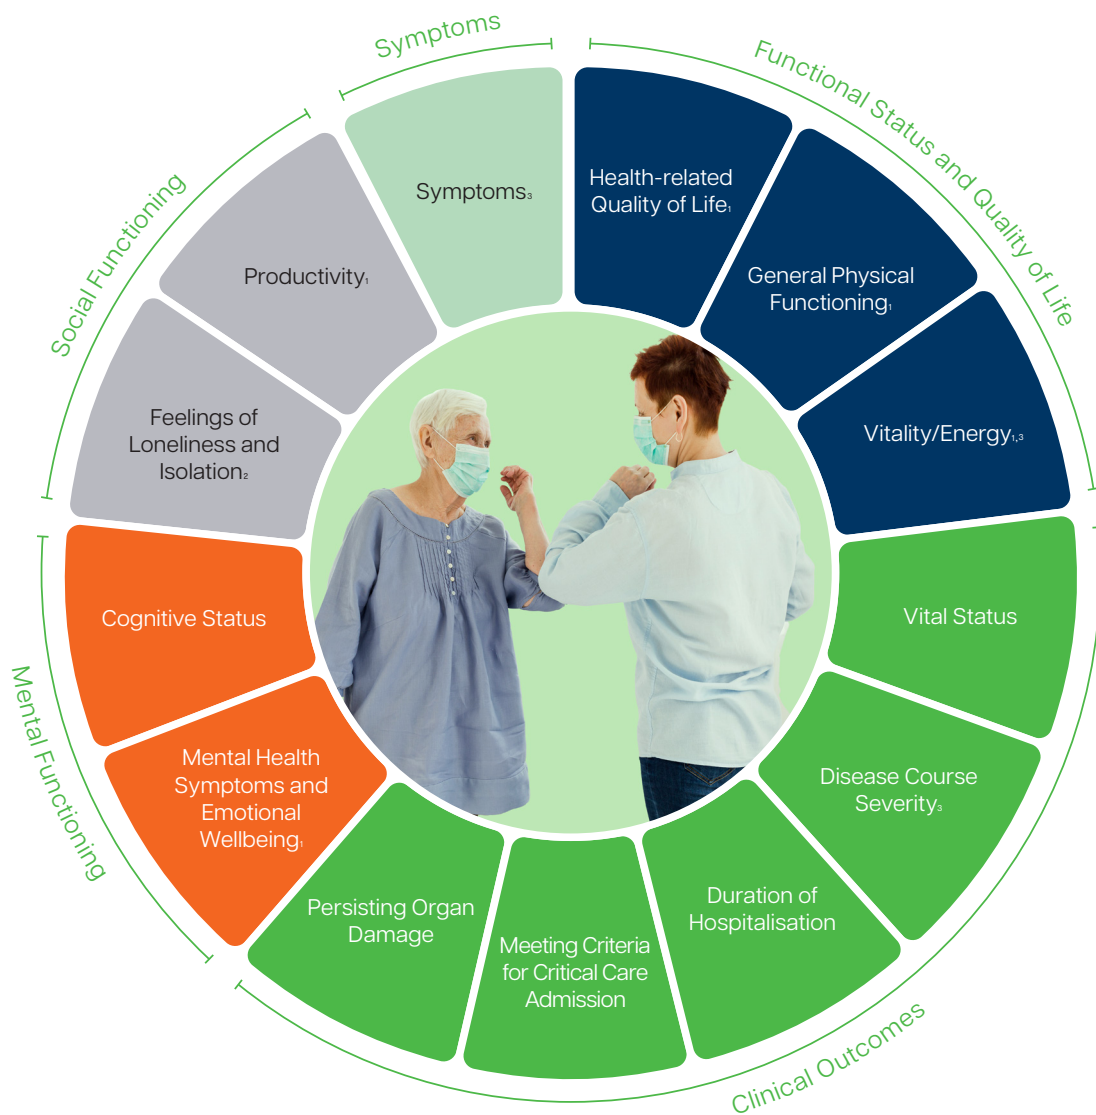 Symptoms
Functional Status and Quality of Life
Social Functioning
Mental Functioning
Clinical Outcomes
Symptoms₃
Health-related
Quality of Life₁
General Physical
Functioning₁
Vitality/Energy₁,₃
Vital Status
Disease Course
Severity₃
Duration of
Hospitalisation
Meeting Criteria
for Critical Care
Admission
Persisting Organ
Damage
Mental Health
Symptoms and
Emotional
Wellbeing₁
Cognitive Status
Feelings of
Loneliness and
Isolation₂
Productivity₁